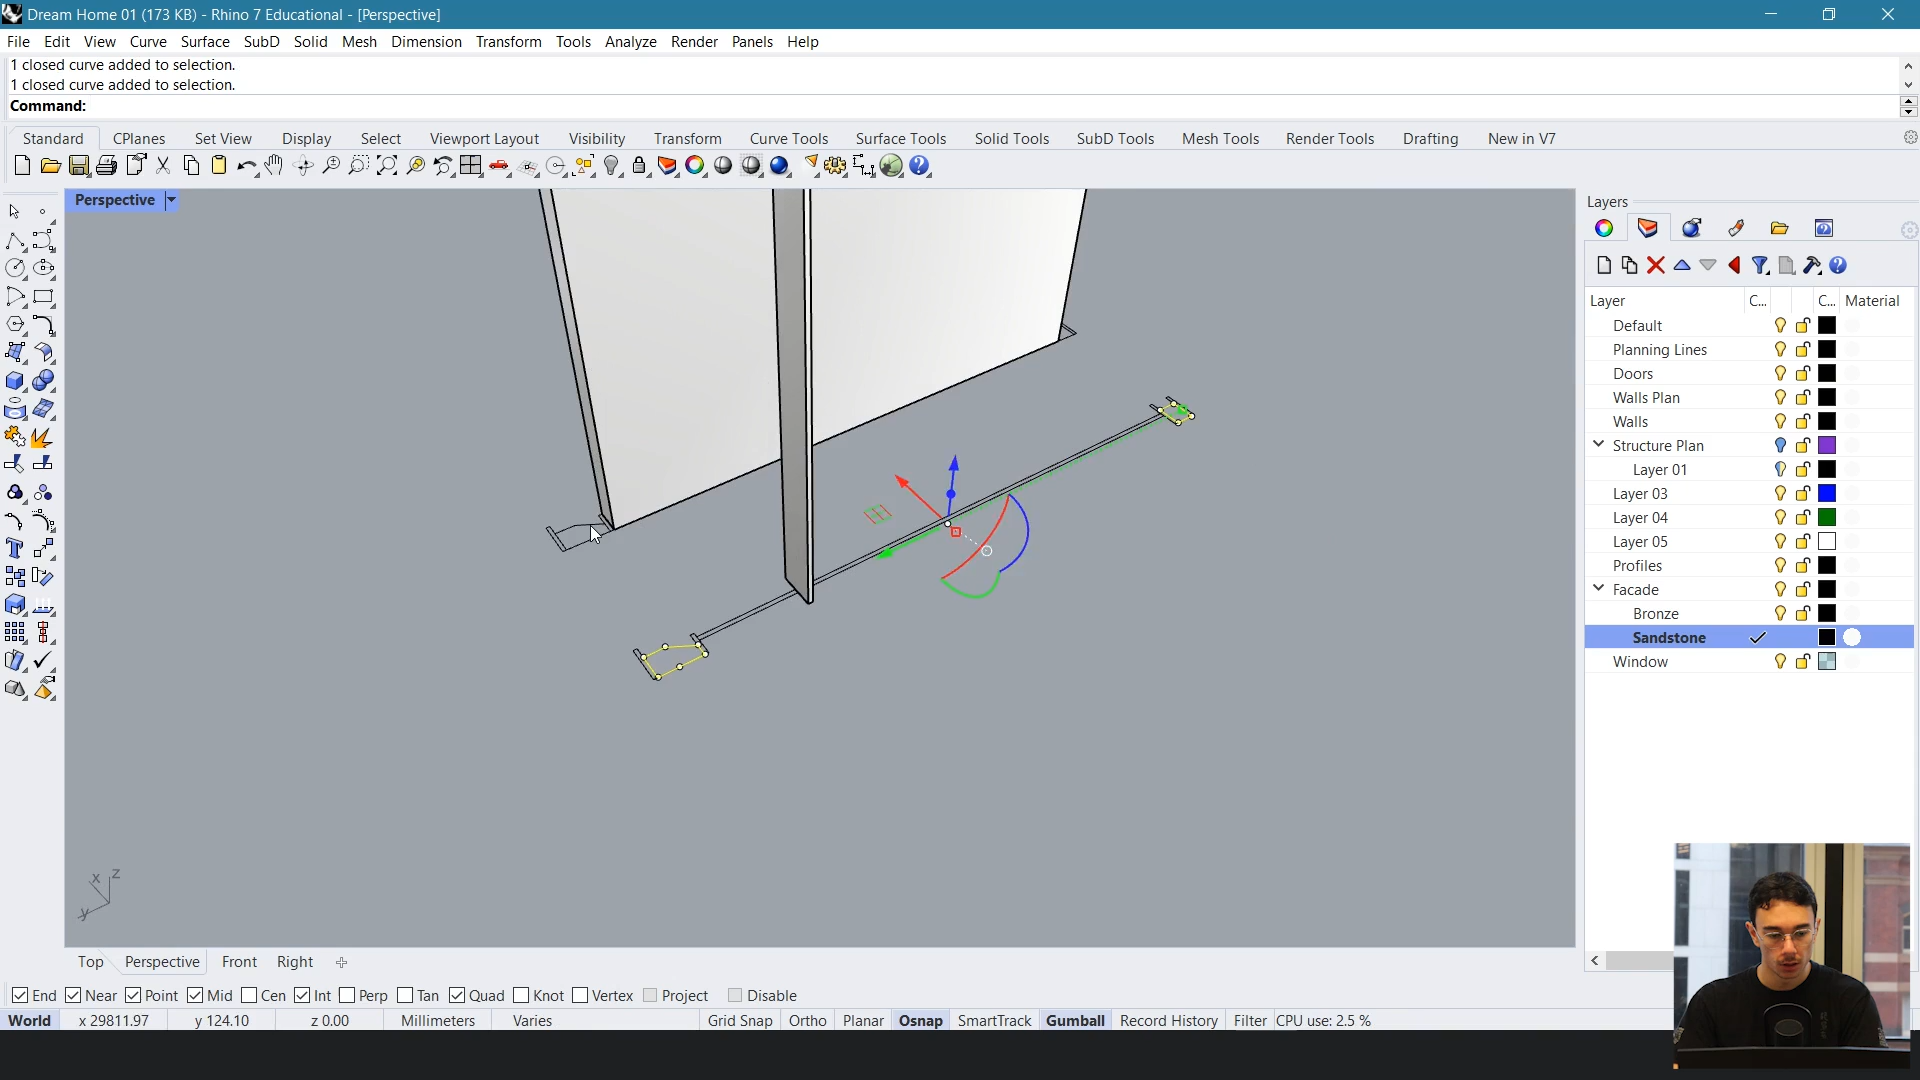 Dream Home 01 (173 KB) - Rhino 7 Educational - [Perspective]
File Edit View Curve Surface SubD Solid Mesh Dimension Transform Tools Analyze Render Panels Help
1 closed curve added to selection.
1 closed curve added to selection.
Command:
Standard CPlanes Set View Display Select Viewport Layout Visibility Transform Curve Tools Surface Tools Solid Tools SubD Tools Mesh Tools Render Tools Drafting New in V7
Perspective
Layers
Layer C... C... Material
Default
Planning Lines
Doors
Walls Plan
Walls
Structure Plan
Layer 01
Layer 03
Layer 04
Layer 05
Profiles
Facade
Bronze
Sandstone
Window
z
x
y
Top Perspective Front Right
End Near Point Mid Cen Int Perp Tan Quad Knot Vertex Project Disable
World x 29811.97 y 124.10 z 0.00 Millimeters Varies Grid Snap Ortho Planar Osnap SmartTrack Gumball Record History Filter CPU use: 2.5 %